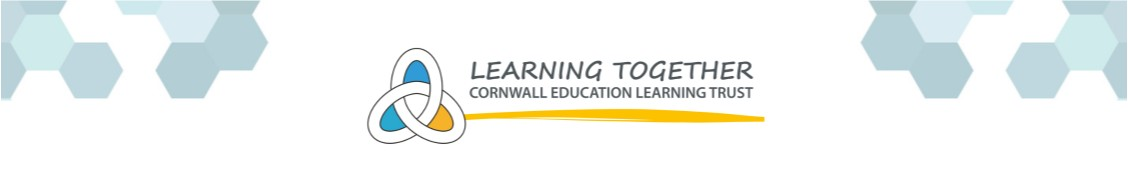 LEARNING TOGETHER
CORNWALL EDUCATION LEARNING TRUST